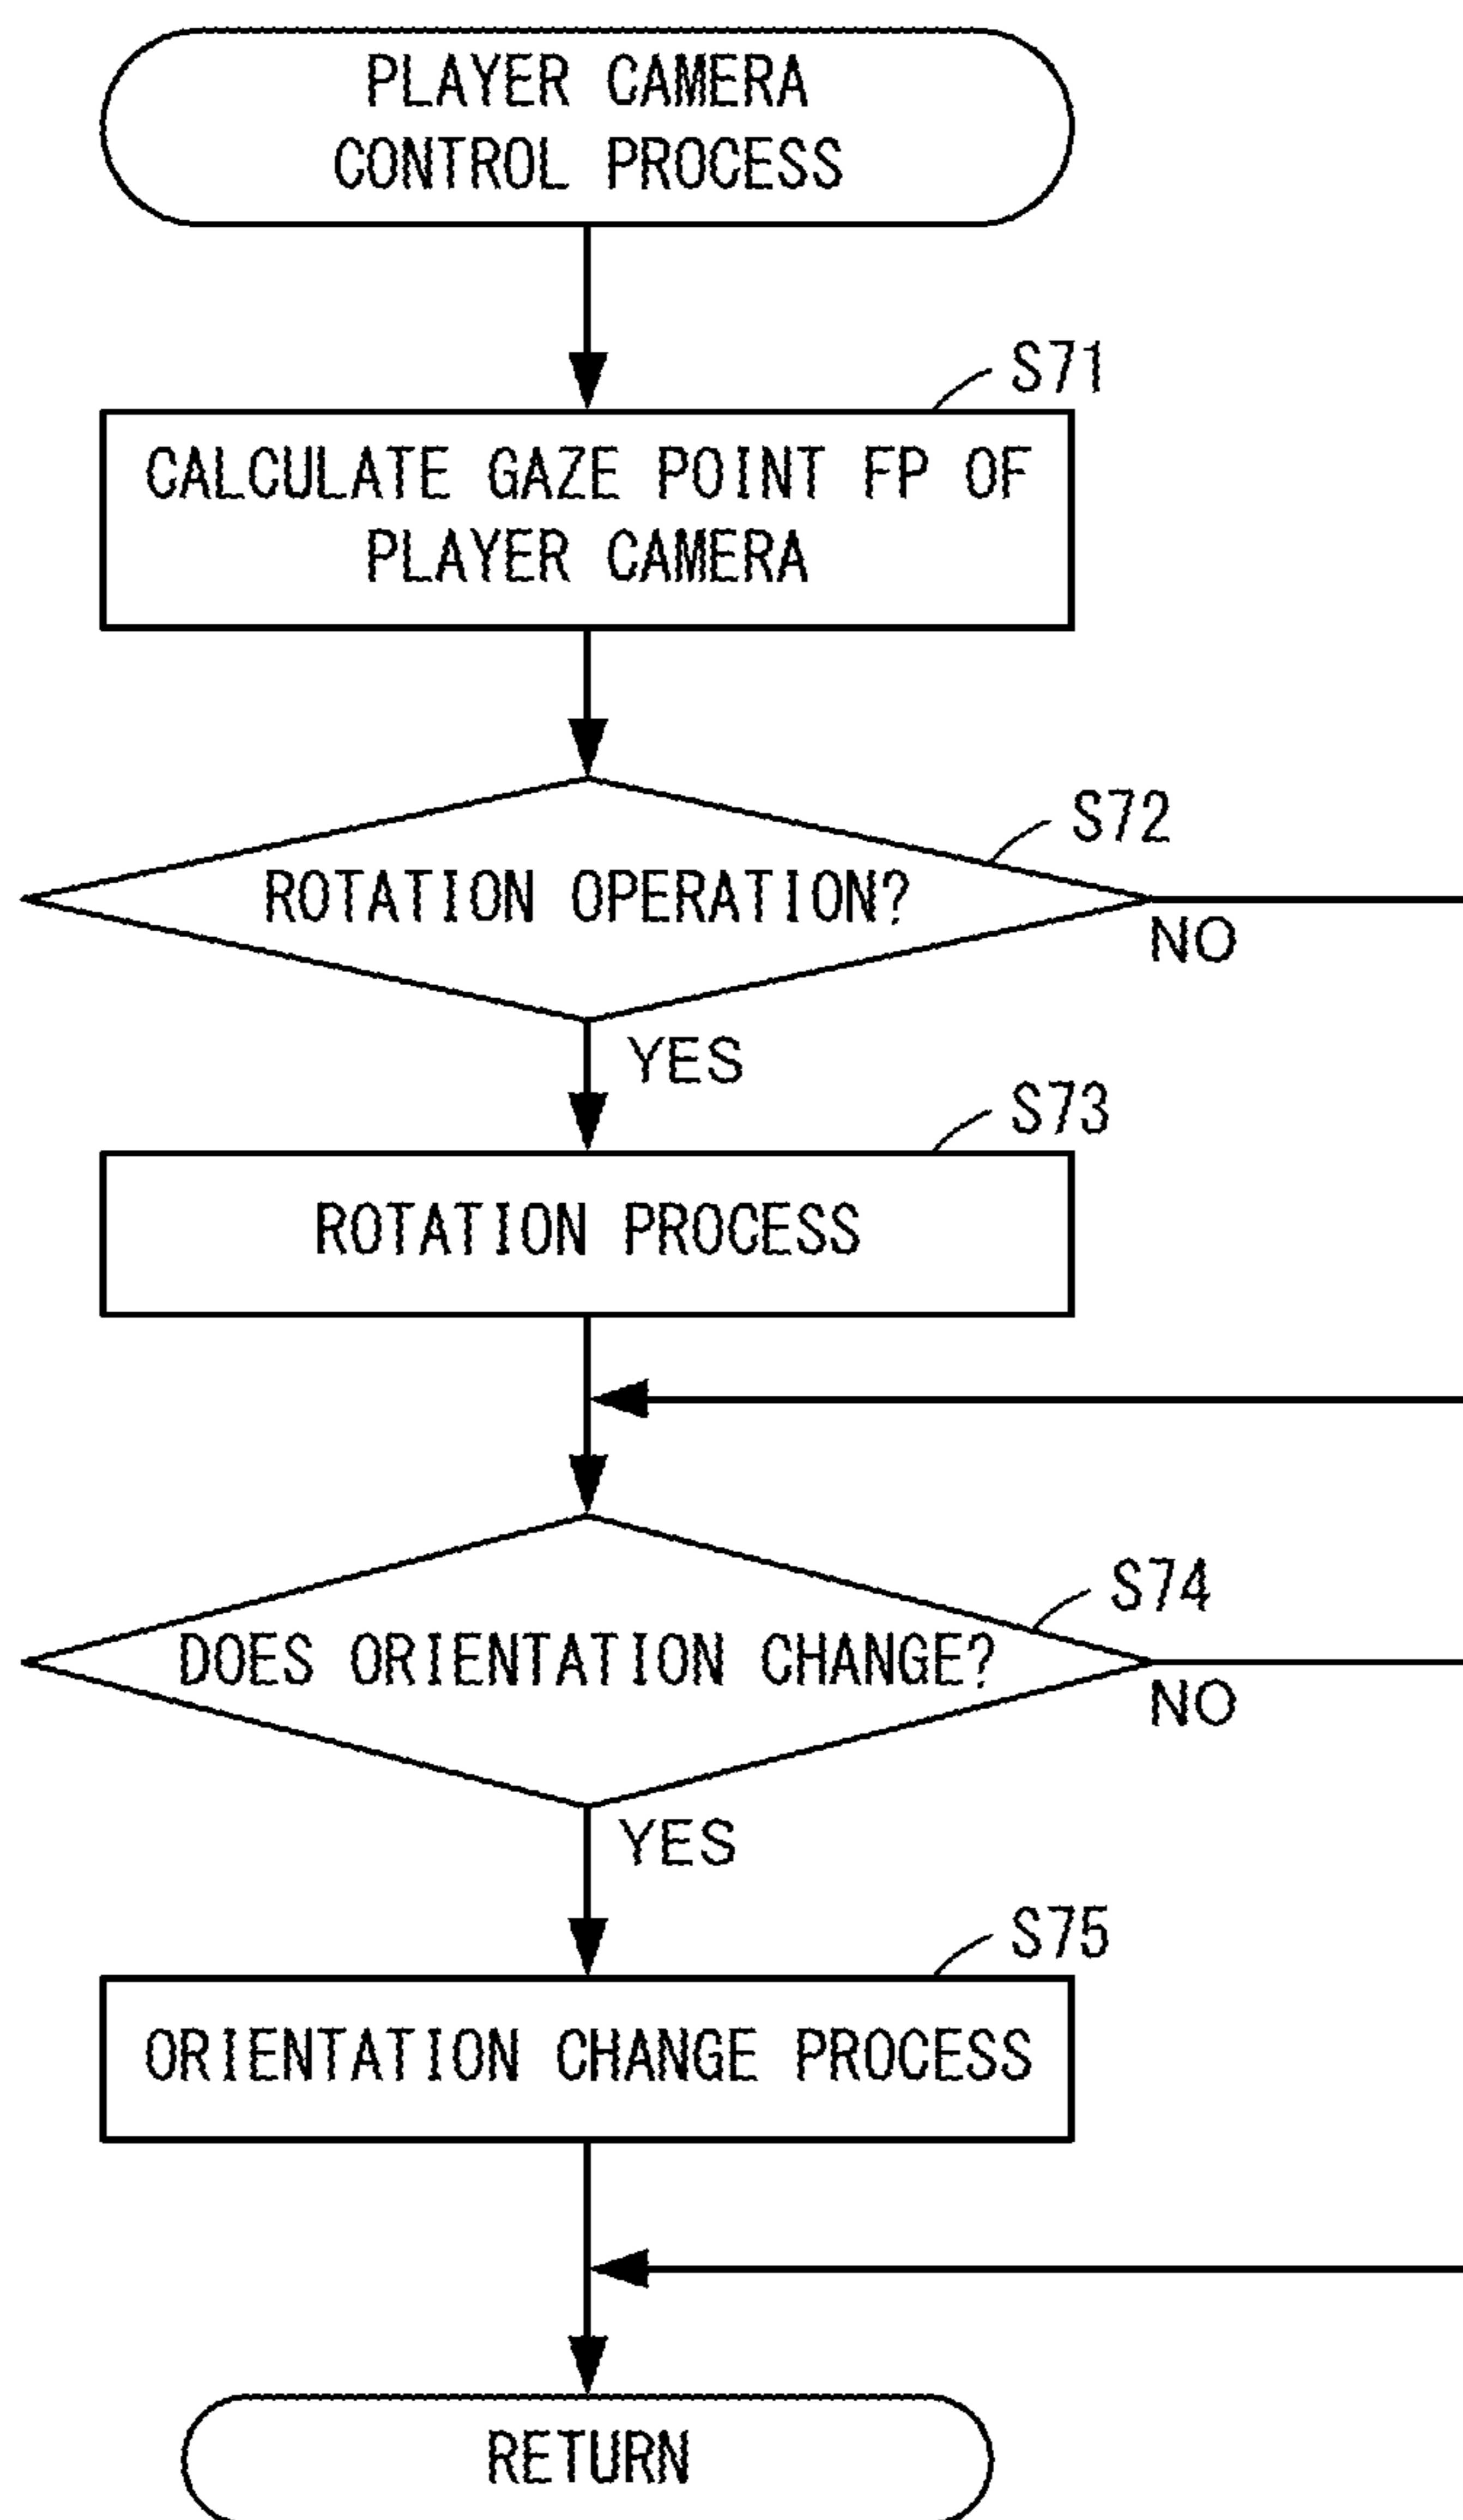 PLAYER CAMERA
CONTROL PROCESS
S71
CALCULATE GAZE POINT FP OF
PLAYER CAMERA
S72
ROTATION OPERATION?
NO
YES
S73
ROTATION PROCESS
S74
DOES ORIENTATION CHANGE?
NO
YES
S75
ORIENTATION CHANGE PROCESS
RETURN